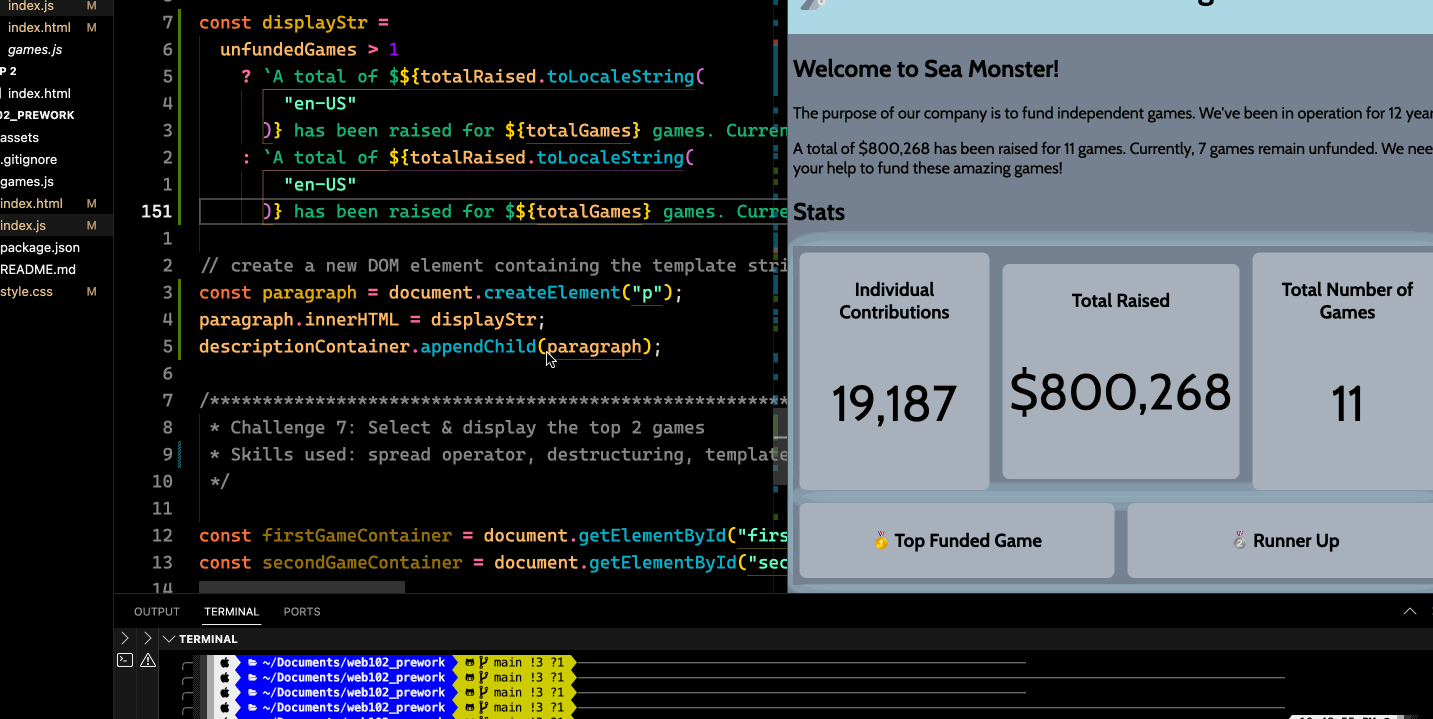 index.js M
index.html M
games.js
P 2
index.html
02_PREWORK
assets
.gitignore
games.js
index.html M
index.js M
package.json
README.md
style.css M
7 const displayStr =
6 unfundedGames > 1
5 ? `A total of $${totalRaised.toLocaleString(
4 "en-US"
3 )} has been raised for ${totalGames} games. Curren
2 : `A total of ${totalRaised.toLocaleString(
1 "en-US"
151 )} has been raised for $${totalGames} games. Curre
1
2 // create a new DOM element containing the template stri
3 const paragraph = document.createElement("p");
4 paragraph.innerHTML = displayStr;
5 descriptionContainer.appendChild(paragraph);
6
7 /*******************************************************
8 * Challenge 7: Select & display the top 2 games
9 * Skills used: spread operator, destructuring, template
10 */
11
12 const firstGameContainer = document.getElementById("firs
13 const secondGameContainer = document.getElementById("sec
14
Welcome to Sea Monster!
The purpose of our company is to fund independent games. We've been in operation for 12 year
A total of $800,268 has been raised for 11 games. Currently, 7 games remain unfunded. We nee
your help to fund these amazing games!
Stats
Individual
Contributions
19,187
Total Raised
$800,268
Total Number of
Games
11
🥇 Top Funded Game
🥈 Runner Up
OUTPUT TERMINAL PORTS
TERMINAL
~/Documents/web102_prework main !3 ?1
~/Documents/web102_prework main !3 ?1
~/Documents/web102_prework main !3 ?1
~/Documents/web102_prework main !3 ?1